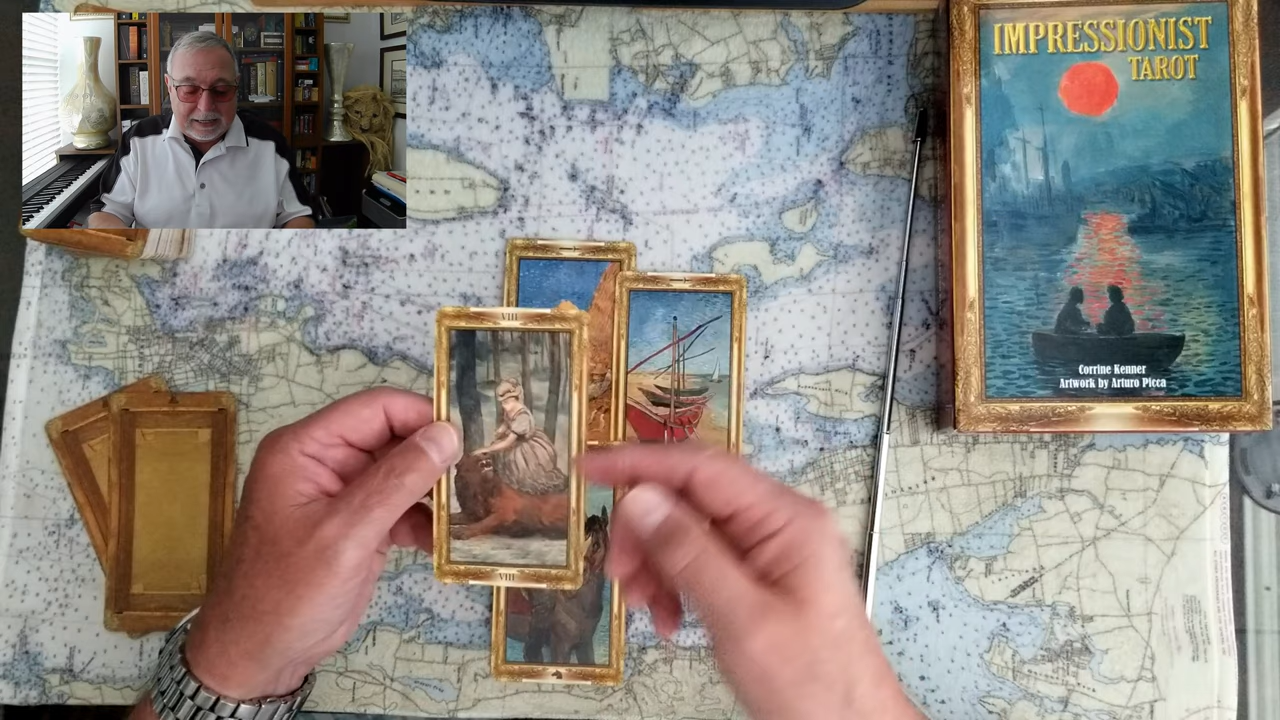 IMPRESSIONIST
TAROT
Corrine Kenner
Artwork by Arturo Picca
VIII
VIII